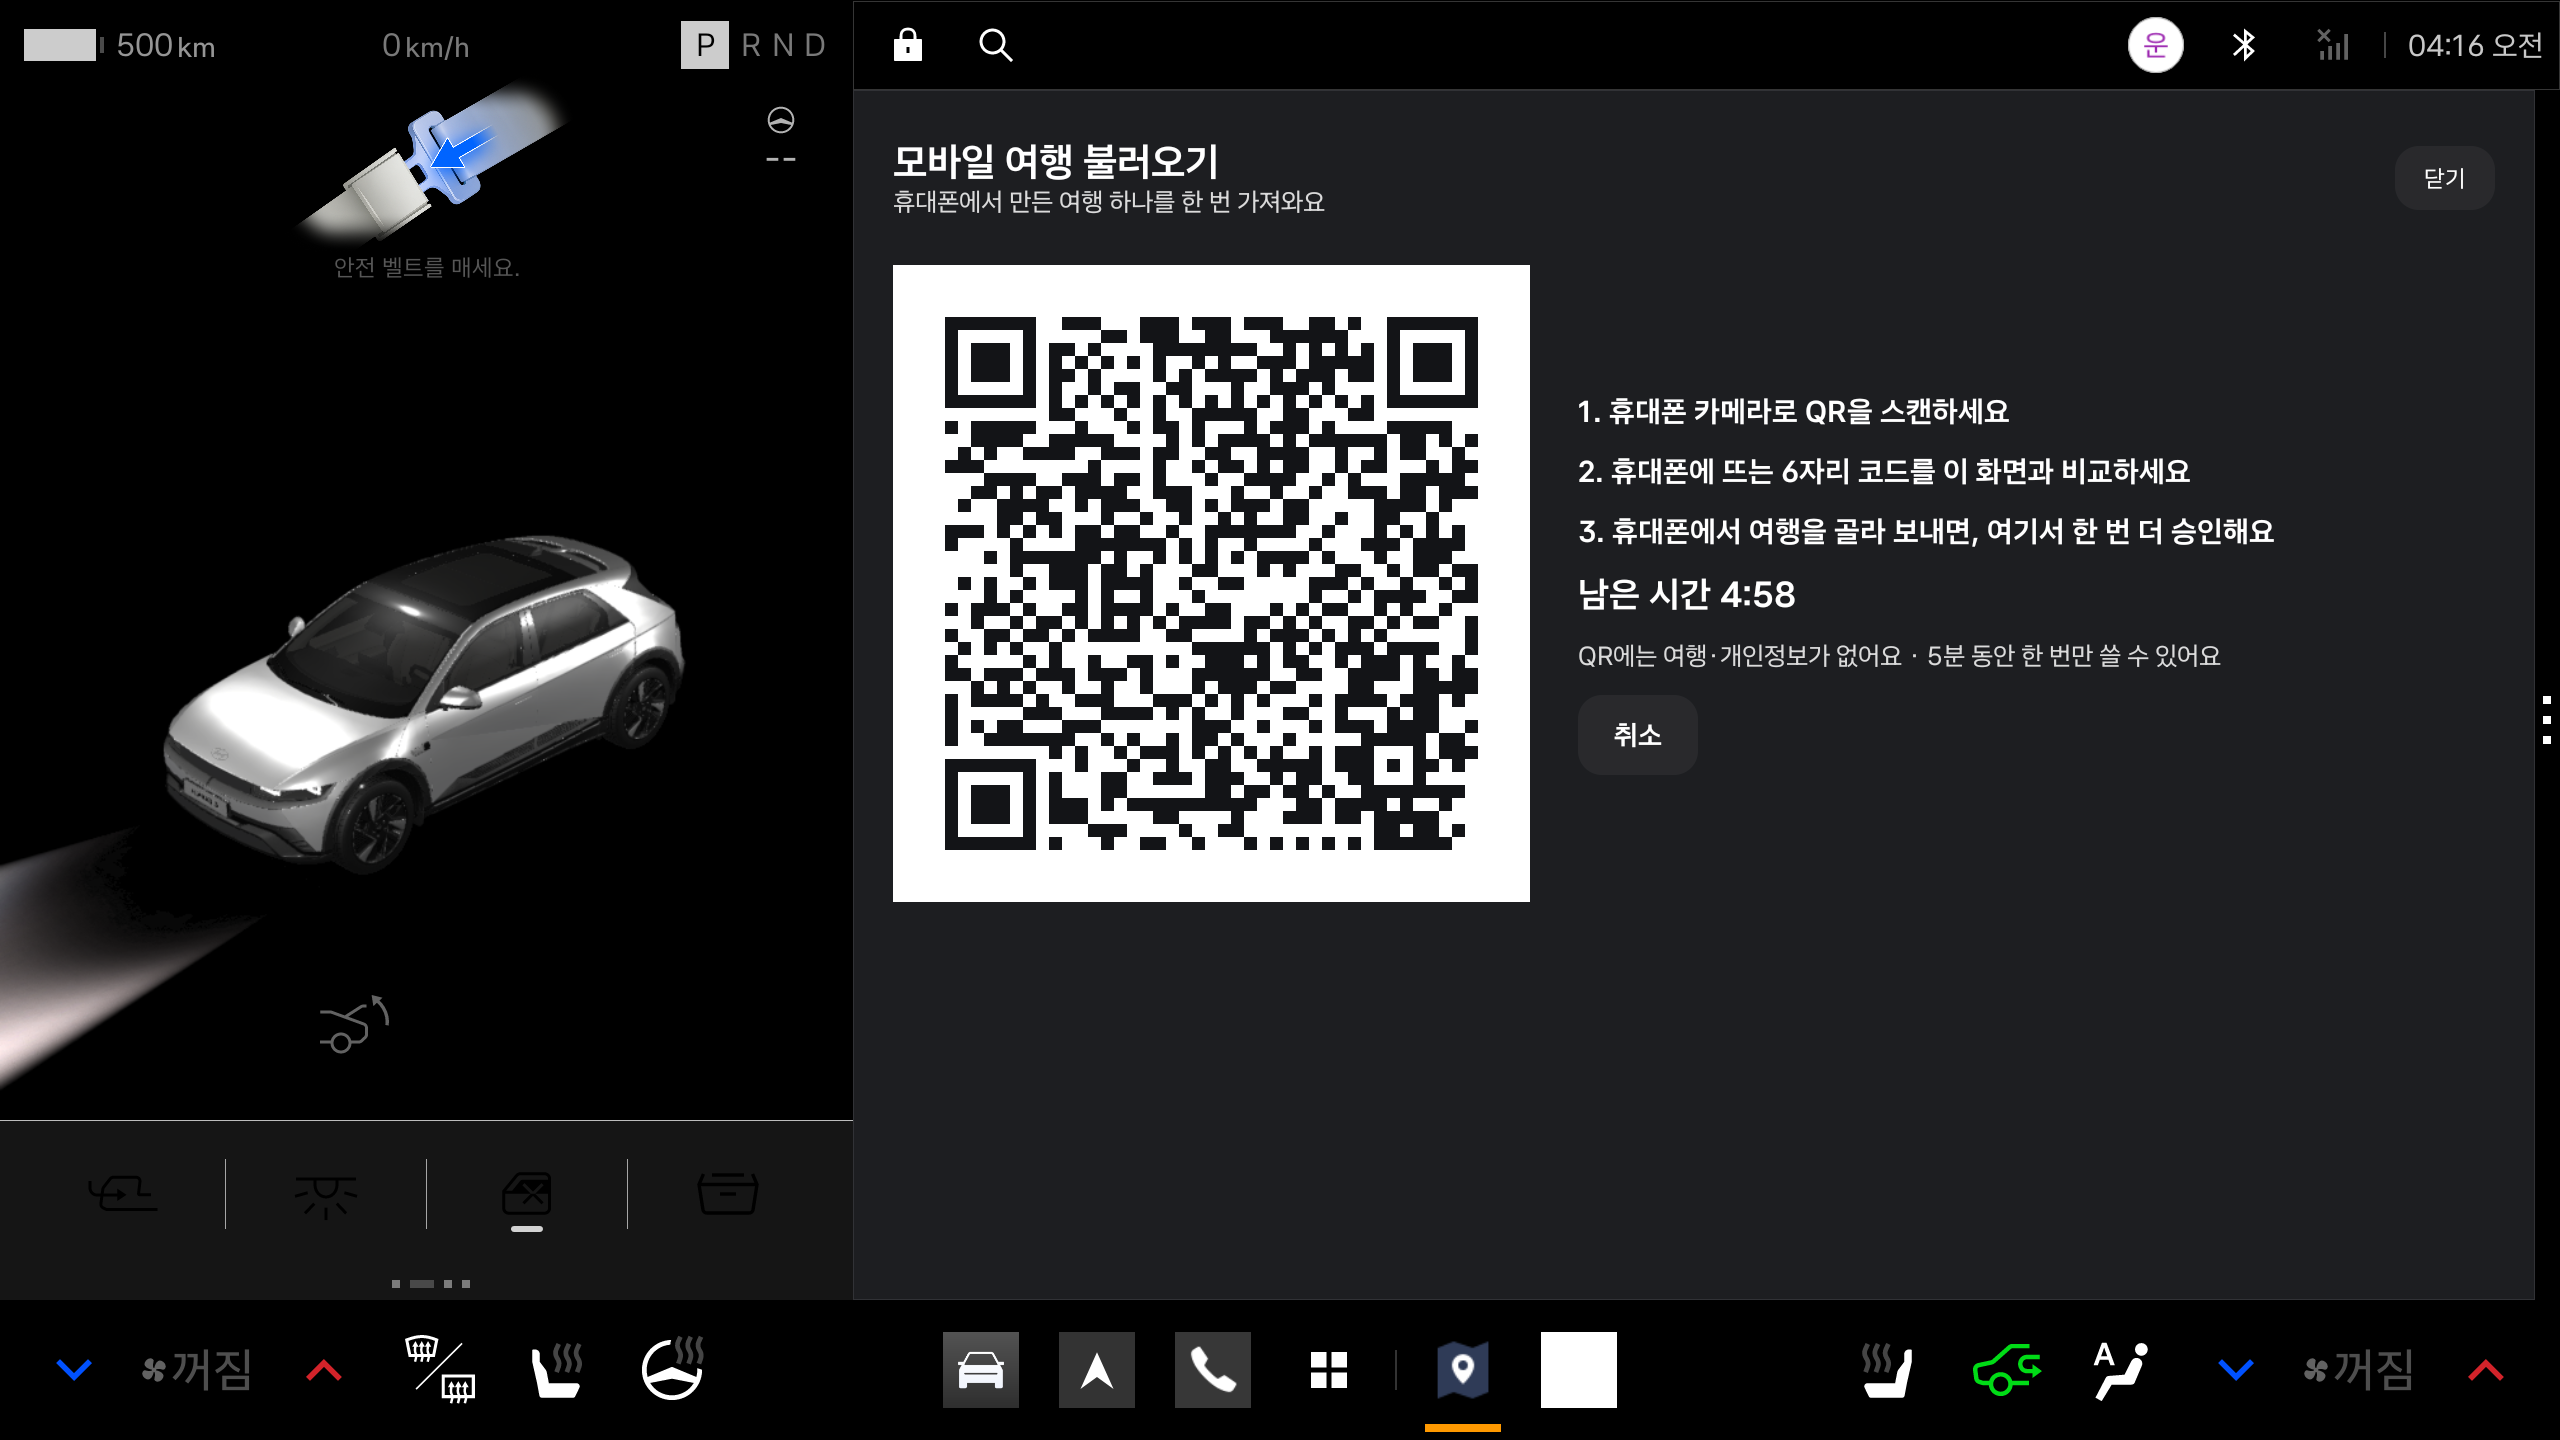 500 km
0 km/h
P R N D
운
04:16 오전
안전 벨트를 매세요.
모바일 여행 불러오기
휴대폰에서 만든 여행 하나를 한 번 가져와요
닫기
1. 휴대폰 카메라로 QR을 스캔하세요
2. 휴대폰에 뜨는 6자리 코드를 이 화면과 비교하세요
3. 휴대폰에서 여행을 골라 보내면, 여기서 한 번 더 승인해요
남은 시간 4:58
QR에는 여행·개인정보가 없어요 · 5분 동안 한 번만 쓸 수 있어요
취소
꺼짐
A
꺼짐